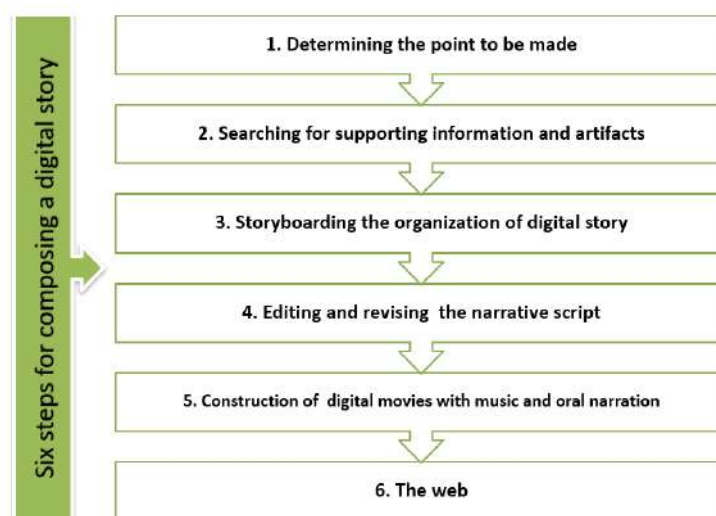 Six steps for composing a digital story
1. Determining the point to be made
2. Searching for supporting information and artifacts
3. Storyboarding the organization of digital story
4. Editing and revising the narrative script
5. Construction of digital movies with music and oral narration
6. The web